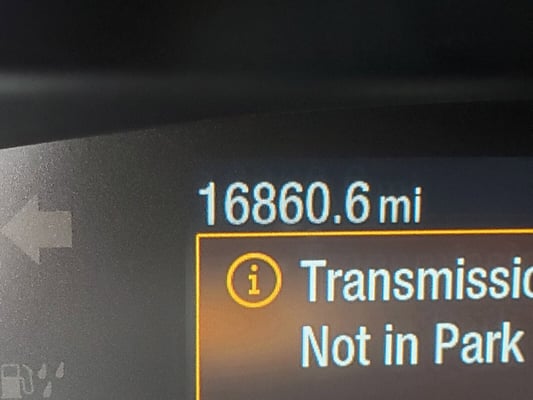 16860.6 mi
i Transmissio
Not in Park